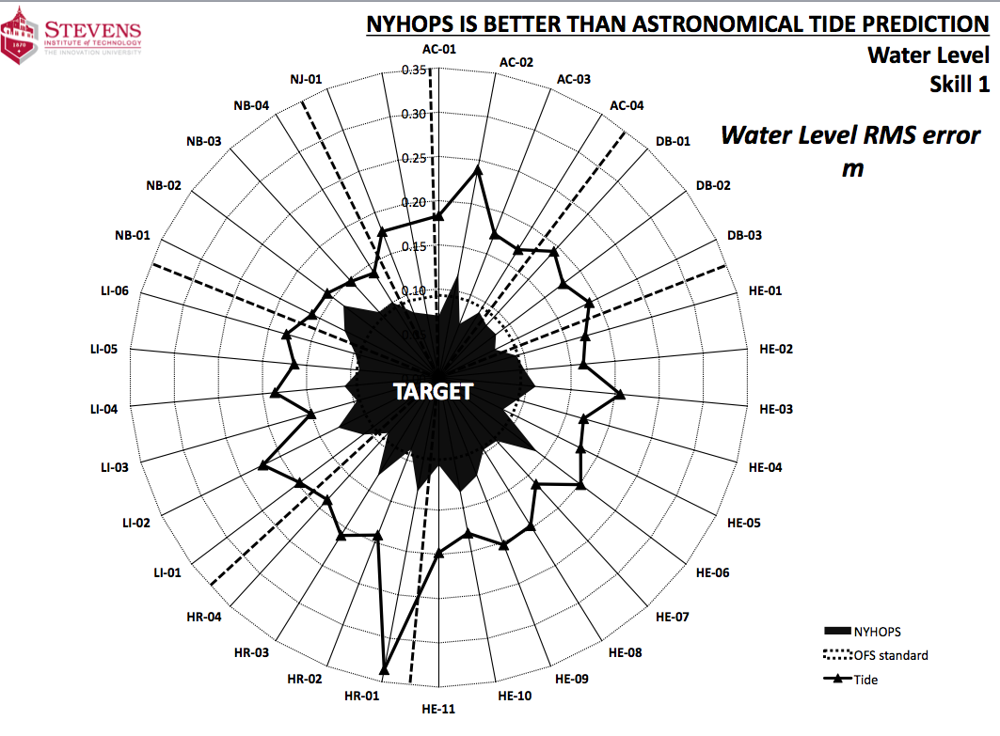 STEVENS
INSTITUTE of TECHNOLOGY
THE INNOVATION UNIVERSITY
1870
NYHOPS IS BETTER THAN ASTRONOMICAL TIDE PREDICTION
Water Level
Skill 1
Water Level RMS error
m
AC-01
AC-02
AC-03
AC-04
DB-01
DB-02
DB-03
HE-01
HE-02
HE-03
HE-04
HE-05
HE-06
HE-07
HE-08
HE-09
HE-10
HE-11
HR-01
HR-02
HR-03
HR-04
LI-01
LI-02
LI-03
LI-04
LI-05
LI-06
NB-01
NB-02
NB-03
NB-04
NJ-01
0.35
0.30
0.25
0.20
0.15
0.10
0.05
TARGET
NYHOPS
OFS standard
Tide